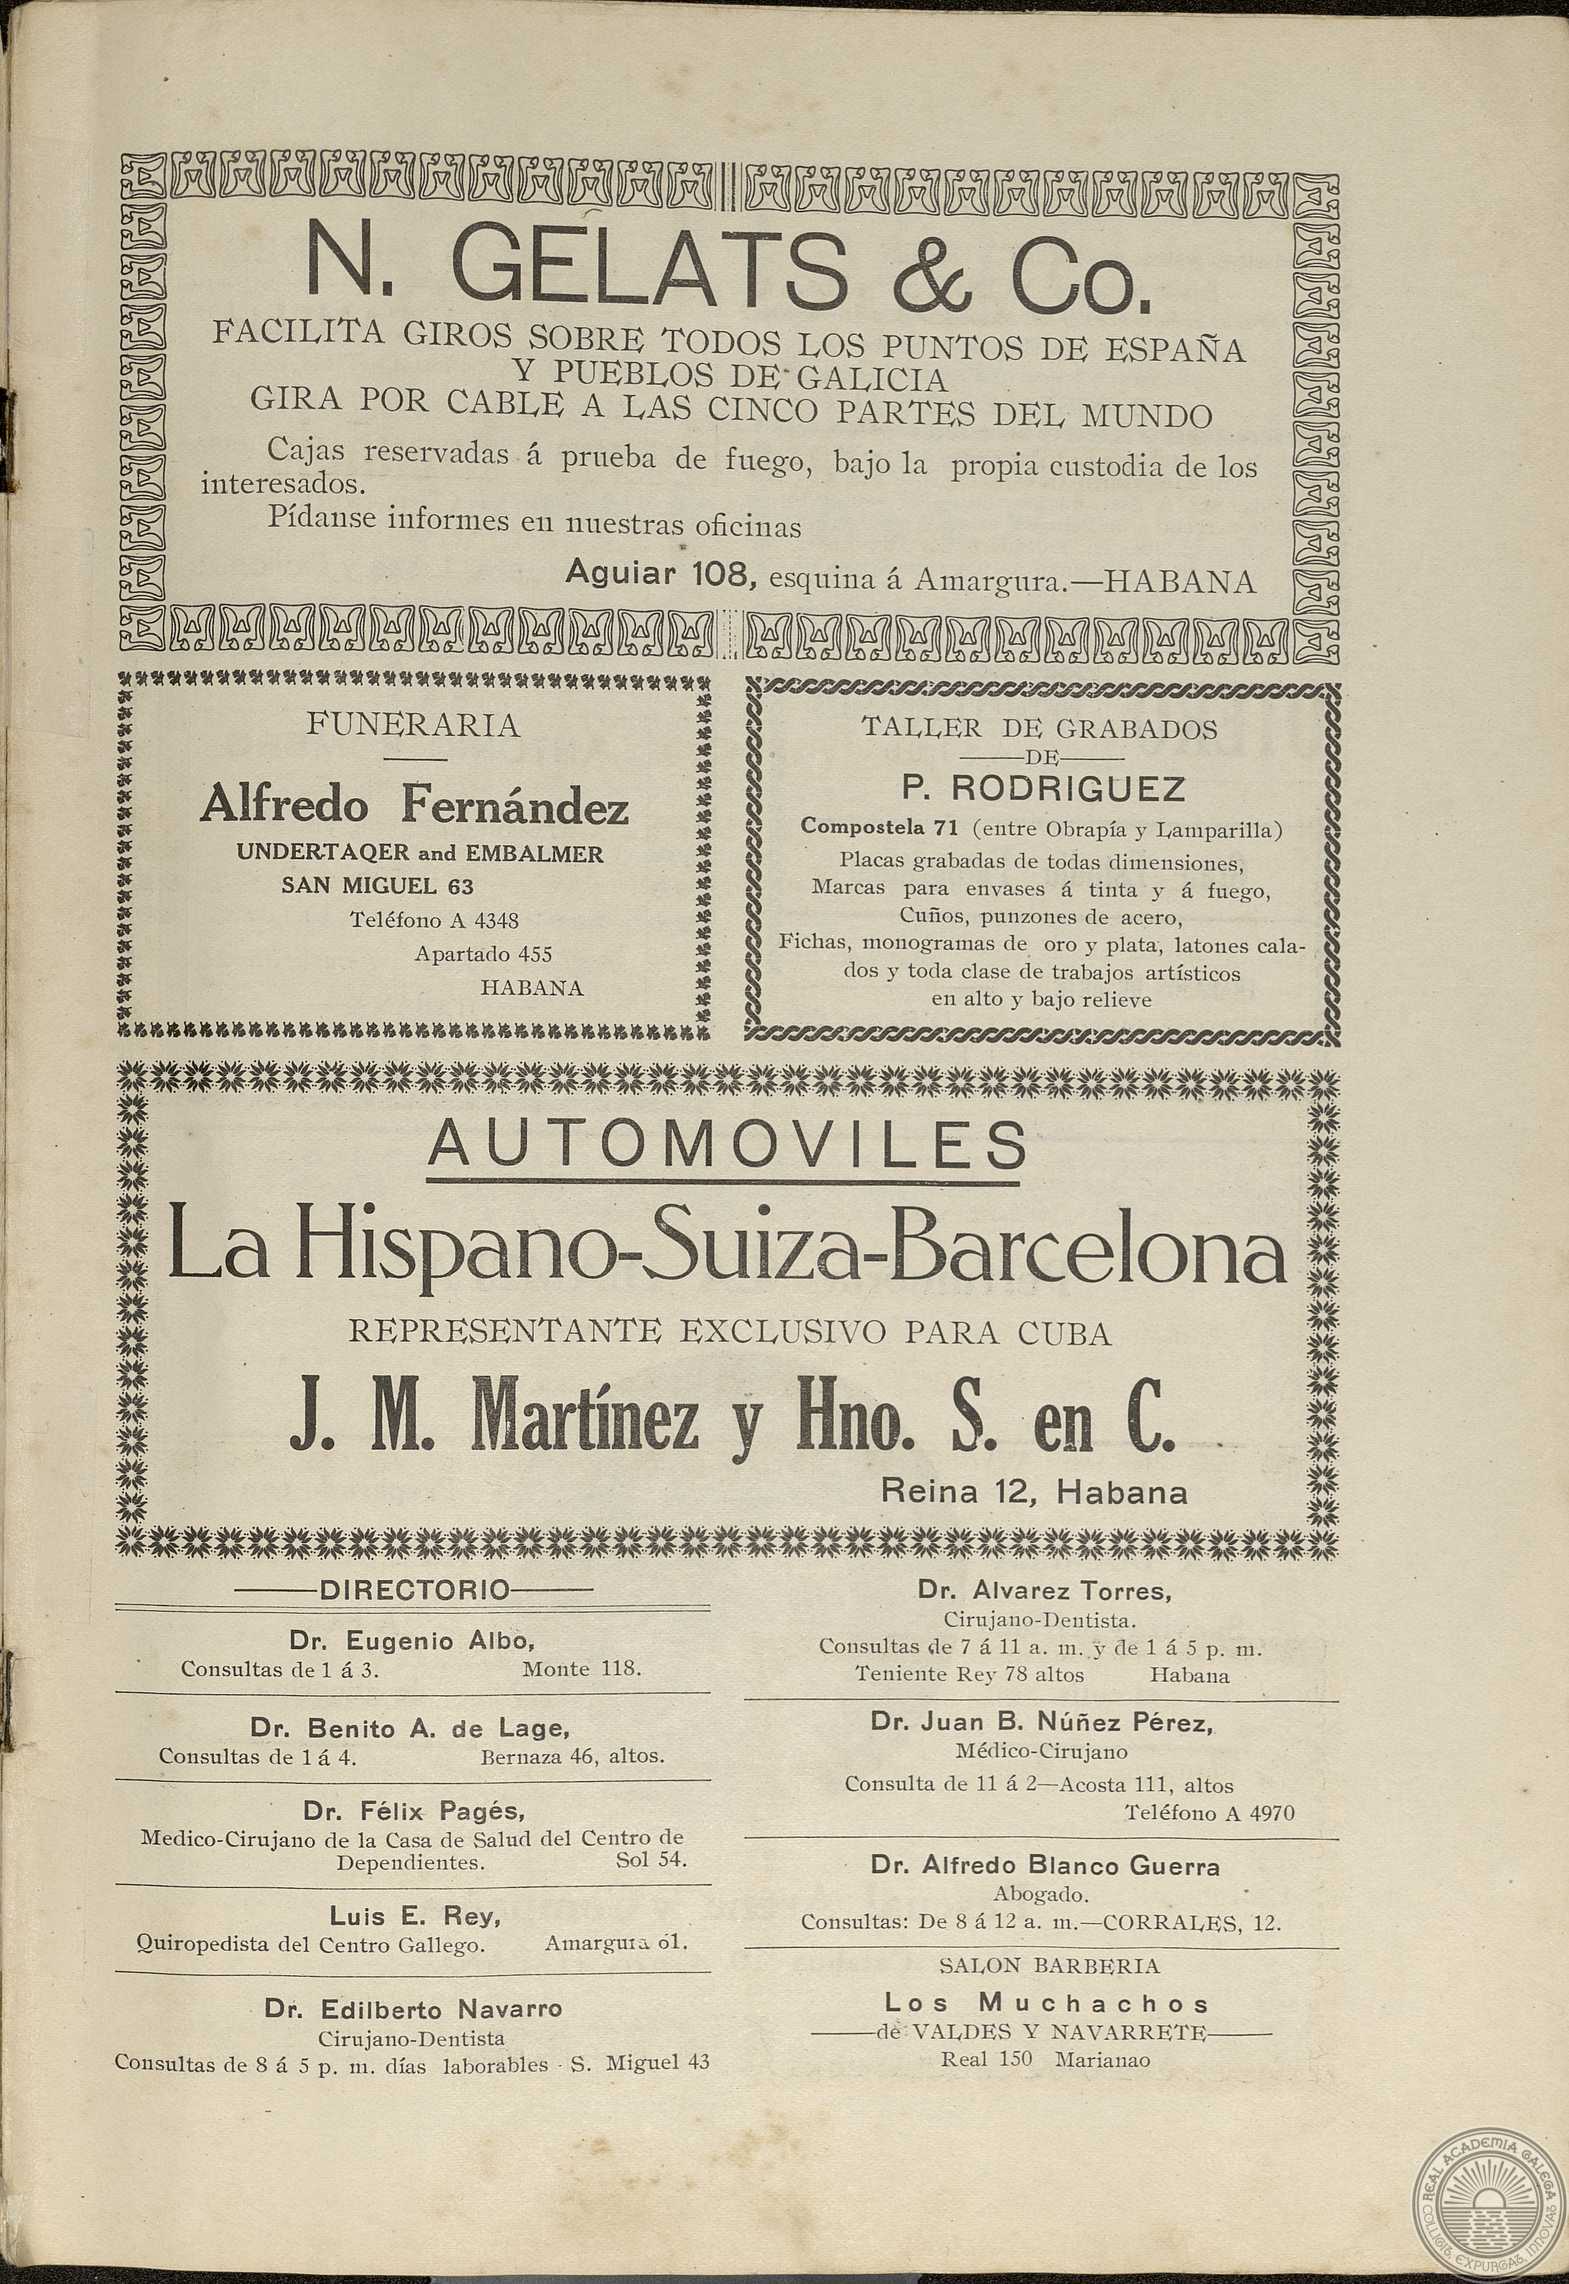 N. GELATS & Co.
FACILITA GIROS SOBRE TODOS LOS PUNTOS DE ESPAÑA
Y PUEBLOS DE GALICIA
GIRA POR CABLE A LAS CINCO PARTES DEL MUNDO
Cajas reservadas á prueba de fuego, bajo la propia custodia de los
interesados.
Pídanse informes en nuestras oficinas
Aguiar 108, esquina á Amargura.—HABANA
FUNERARIA
Alfredo Fernández
UNDER-TAQER and EMBALMER
SAN MIGUEL 63
Teléfono A 4348
Apartado 455
HABANA
TALLER DE GRABADOS
—DE—
P. RODRIGUEZ
Compostela 71 (entre Obrapía y Lamparilla)
Placas grabadas de todas dimensiones,
Marcas para envases á tinta y á fuego,
Cuños, punzones de acero,
Fichas, monogramas de oro y plata, latones cala-
dos y toda clase de trabajos artísticos
en alto y bajo relieve
AUTOMOVILES
La Hispano-Suiza-Barcelona
REPRESENTANTE EXCLUSIVO PARA CUBA
J. M. Martínez y Hno. S. en C.
Reina 12, Habana
—DIRECTORIO—
Dr. Eugenio Albo,
Consultas de 1 á 3. Monte 118.
Dr. Benito A. de Lage,
Consultas de 1 á 4. Bernaza 46, altos.
Dr. Félix Pagés,
Medico-Cirujano de la Casa de Salud del Centro de
Dependientes. Sol 54.
Luis E. Rey,
Quiropedista del Centro Gallego. Amargura 61.
Dr. Edilberto Navarro
Cirujano-Dentista
Consultas de 8 á 5 p. m. días laborables - S. Miguel 43
Dr. Alvarez Torres,
Cirujano-Dentista.
Consultas de 7 á 11 a. m. y de 1 á 5 p. m.
Teniente Rey 78 altos Habana
Dr. Juan B. Núñez Pérez,
Médico-Cirujano
Consulta de 11 á 2—Acosta 111, altos
Teléfono A 4970
Dr. Alfredo Blanco Guerra
Abogado.
Consultas: De 8 á 12 a. m.—CORRALES, 12.
SALON BARBERIA
Los Muchachos
—de VALDES Y NAVARRETE—
Real 150 Marianao
REAL ACADEMIA GALEGA
COLLIGIT EXPURGAT INNOVAT